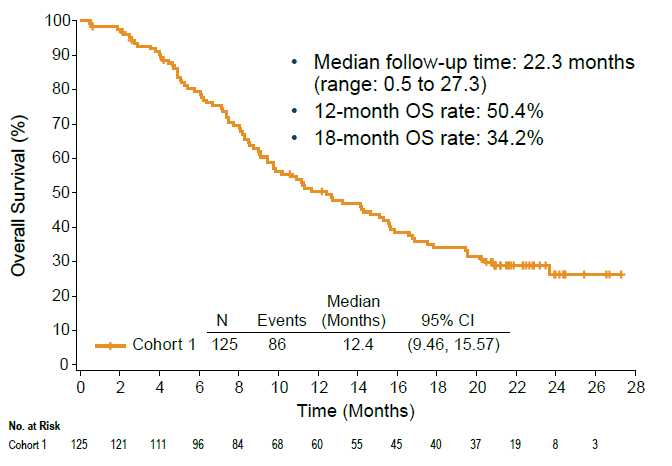 Overall Survival (%)
100
90
80
70
60
50
40
30
20
10
0
• Median follow-up time: 22.3 months
(range: 0.5 to 27.3)
• 12-month OS rate: 50.4%
• 18-month OS rate: 34.2%
Median
N Events (Months) 95% CI
Cohort 1 125 86 12.4 (9.46, 15.57)
0 2 4 6 8 10 12 14 16 18 20 22 24 26 28
Time (Months)
No. at Risk
Cohort 1 125 121 111 96 84 68 60 55 45 40 37 19 8 3